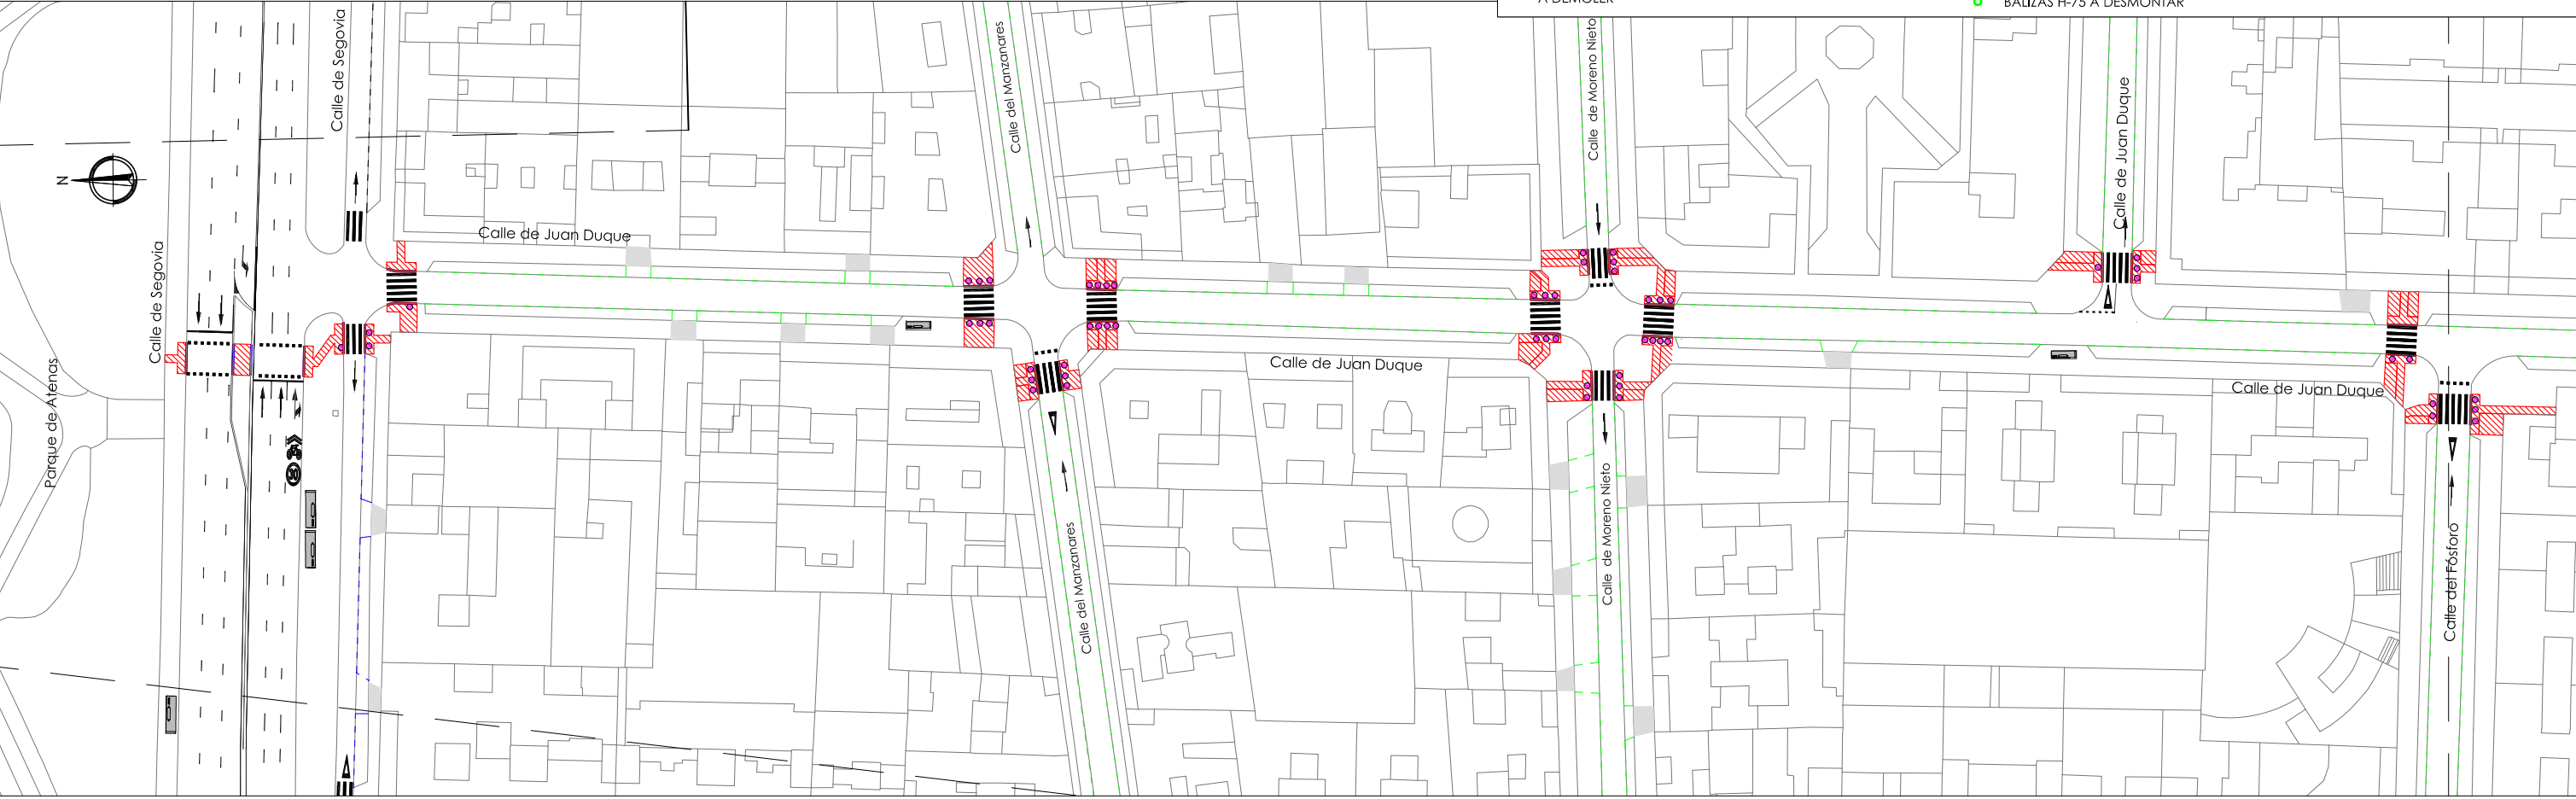 A DEMOLER
BALIZAS H-75 A DESMONTAR
Calle de Segovia
Calle del Manzanares
Calle de Moreno Nieto
Calle de Juan Duque
N
Calle de Juan Duque
Calle de Segovia
Parque de Atenas
Calle de Juan Duque
Calle de Juan Duque
Calle del Manzanares
Calle de Moreno Nieto
Calle del Fósforo